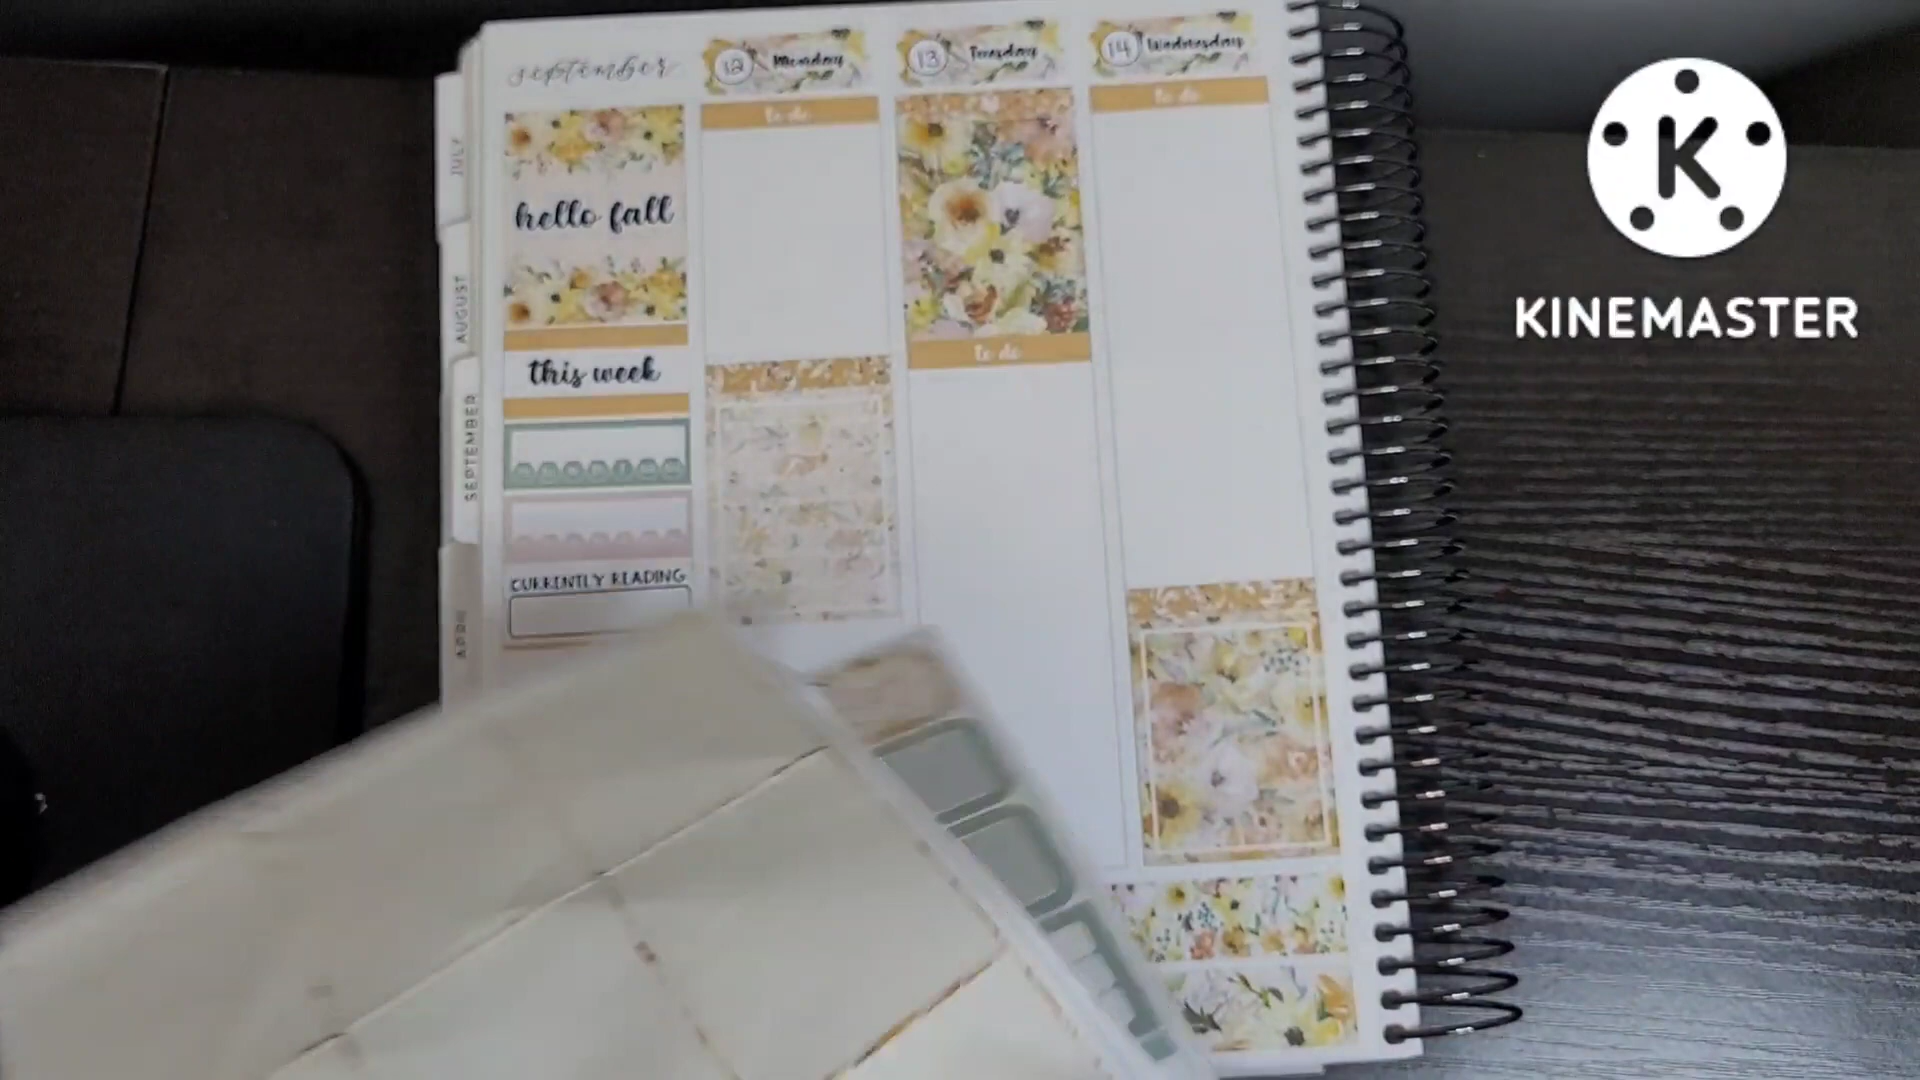 september
12 Monday
13 Tuesday
14 Wednesday
to do
to do
hello fall
to do
this week
CURRENTLY READING
JULY
AUGUST
SEPTEMBER
APRIL
K
KINEMASTER